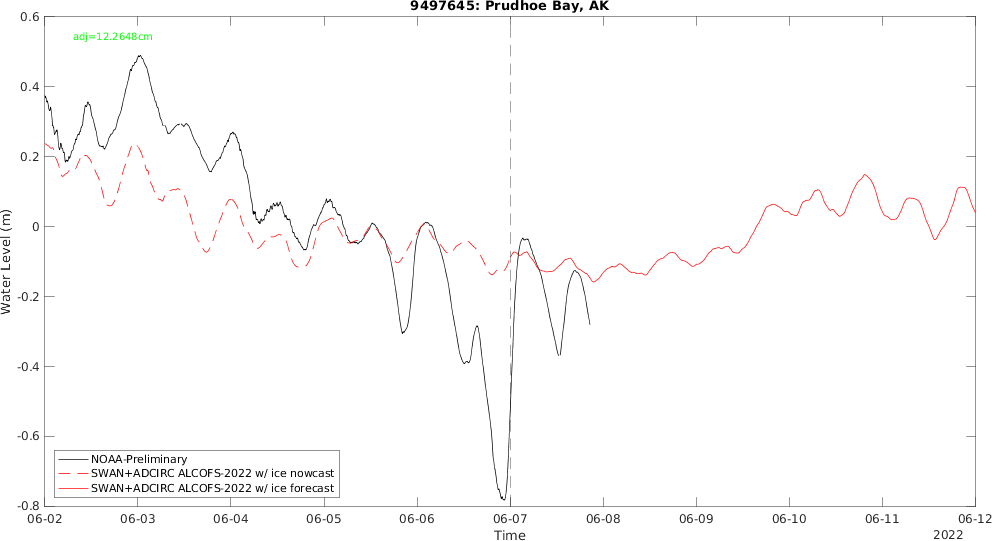 9497645: Prudhoe Bay, AK
adj=12.2648cm
0.6
0.4
0.2
0
-0.2
-0.4
-0.6
-0.8
Water Level (m)
NOAA-Preliminary
SWAN+ADCIRC ALCOFS-2022 w/ ice nowcast
SWAN+ADCIRC ALCOFS-2022 w/ ice forecast
06-02 06-03 06-04 06-05 06-06 06-07 06-08 06-09 06-10 06-11 06-12
Time
2022